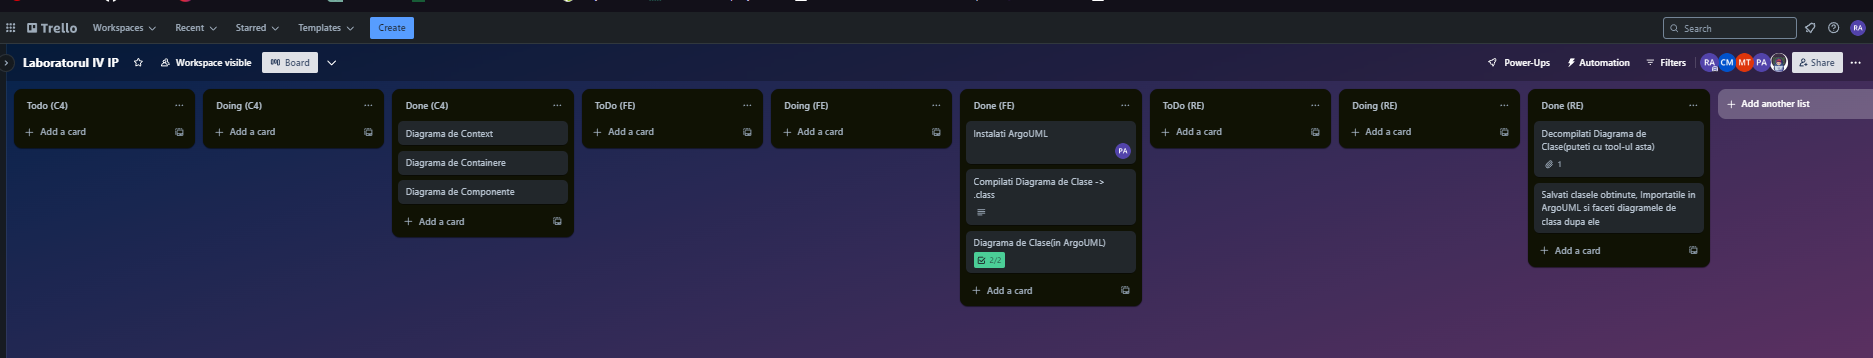 Trello
Workspaces
Recent
Starred
Templates
Create
Search
RA
Laboratorul IV IP
Workspace visible
Board
Power-Ups
Automation
Filters
RA
CM
MT
PA
Share
Todo (C4)
Add a card
Doing (C4)
Add a card
Done (C4)
Diagrama de Context
Diagrama de Containere
Diagrama de Componente
Add a card
ToDo (FE)
Add a card
Doing (FE)
Add a card
Done (FE)
Instalati ArgoUML
PA
Compilati Diagrama de Clase ->
.class
Diagrama de Clase(in ArgoUML)
2/2
Add a card
ToDo (RE)
Add a card
Doing (RE)
Add a card
Done (RE)
Decompilati Diagrama de
Clase(puteti cu tool-ul asta)
1
Salvati clasele obtinute, Importatile in
ArgoUML si faceti diagramele de
clasa dupa ele
Add a card
Add another list